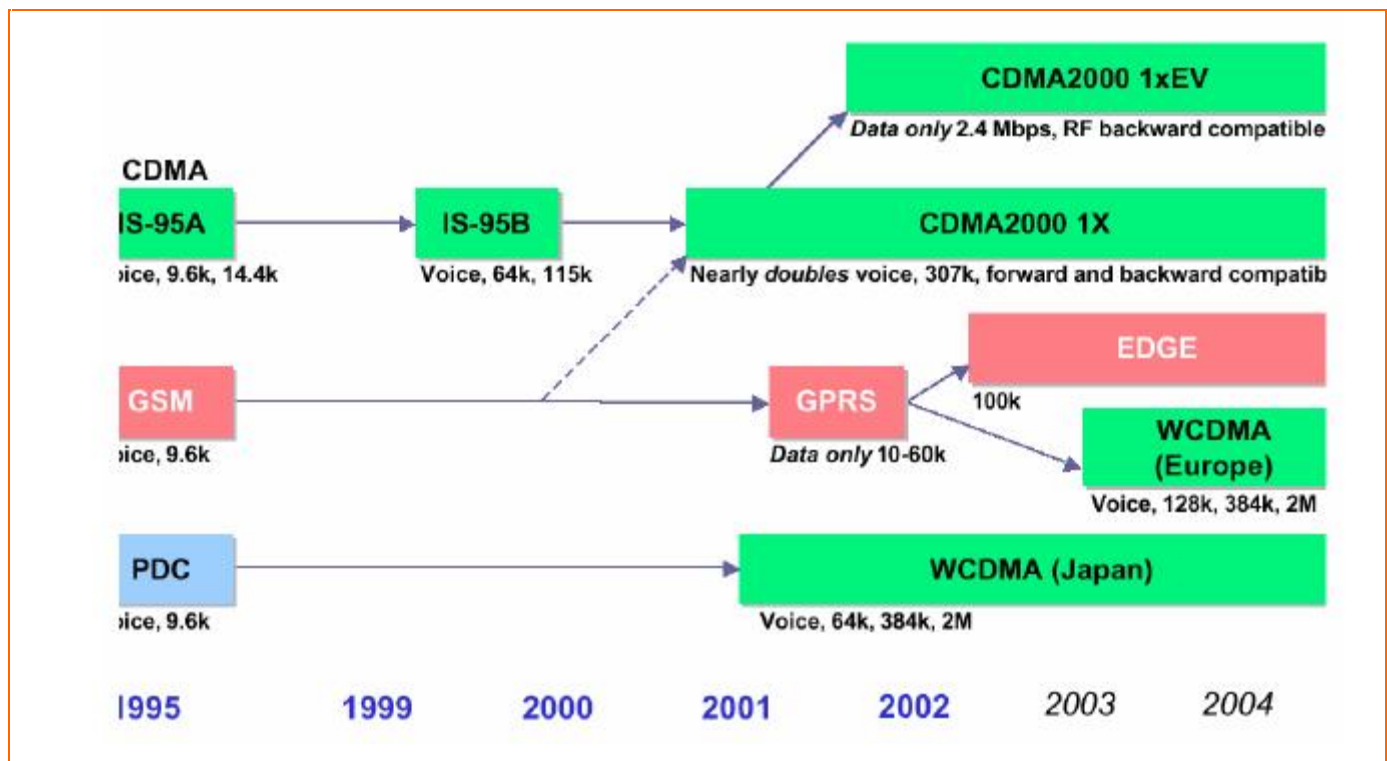 CDMA2000 1xEV
Data only 2.4 Mbps, RF backward compatible
CDMA
IS-95A
IS-95B
CDMA2000 1X
oice, 9.6k, 14.4k
Voice, 64k, 115k
Nearly doubles voice, 307k, forward and backward compatib
EDGE
GSM
GPRS
100k
oice, 9.6k
Data only 10-60k
WCDMA
(Europe)
Voice, 128k, 384k, 2M
PDC
WCDMA (Japan)
oice, 9.6k
Voice, 64k, 384k, 2M
1995 1999 2000 2001 2002 2003 2004